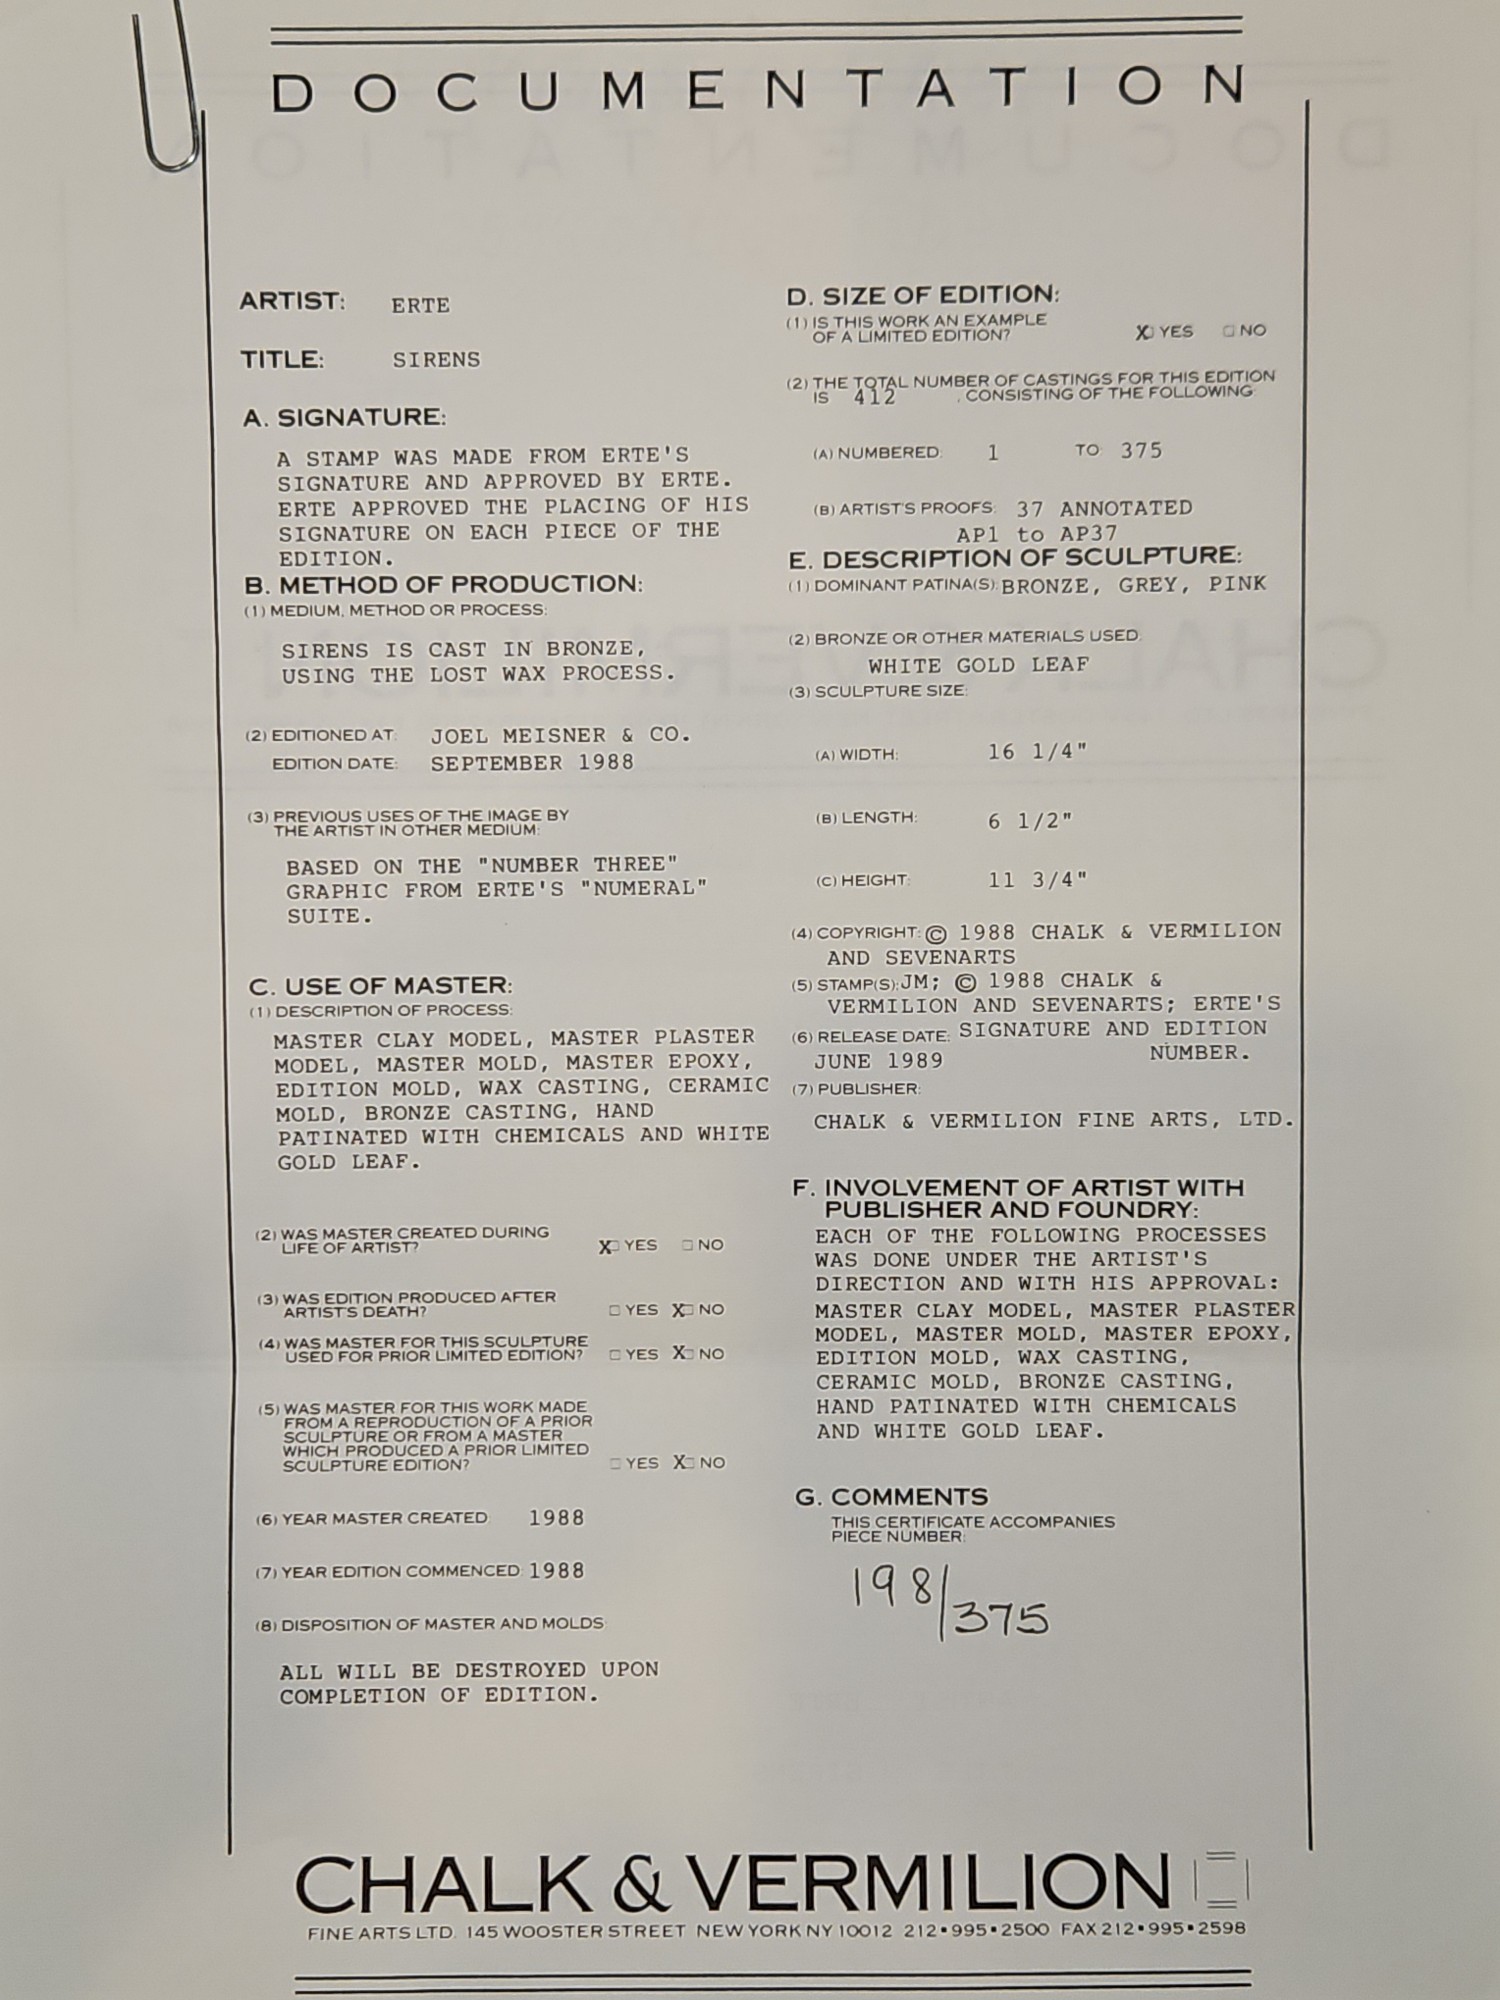 DOCUMENTATION
ARTIST: ERTE
TITLE: SIRENS
A. SIGNATURE:
A STAMP WAS MADE FROM ERTE'S
SIGNATURE AND APPROVED BY ERTE.
ERTE APPROVED THE PLACING OF HIS
SIGNATURE ON EACH PIECE OF THE
EDITION.
B. METHOD OF PRODUCTION:
(1) MEDIUM, METHOD OR PROCESS:
SIRENS IS CAST IN BRONZE,
USING THE LOST WAX PROCESS.
(2) EDITIONED AT: JOEL MEISNER & CO.
EDITION DATE: SEPTEMBER 1988
(3) PREVIOUS USES OF THE IMAGE BY
THE ARTIST IN OTHER MEDIUM:
BASED ON THE "NUMBER THREE"
GRAPHIC FROM ERTE'S "NUMERAL"
SUITE.
C. USE OF MASTER:
(1) DESCRIPTION OF PROCESS:
MASTER CLAY MODEL, MASTER PLASTER
MODEL, MASTER MOLD, MASTER EPOXY,
EDITION MOLD, WAX CASTING, CERAMIC
MOLD, BRONZE CASTING, HAND
PATINATED WITH CHEMICALS AND WHITE
GOLD LEAF.
(2) WAS MASTER CREATED DURING
LIFE OF ARTIST? X YES NO
(3) WAS EDITION PRODUCED AFTER
ARTIST'S DEATH? YES X NO
(4) WAS MASTER FOR THIS SCULPTURE
USED FOR PRIOR LIMITED EDITION? YES X NO
(5) WAS MASTER FOR THIS WORK MADE
FROM A REPRODUCTION OF A PRIOR
SCULPTURE OR FROM A MASTER
WHICH PRODUCED A PRIOR LIMITED
SCULPTURE EDITION? YES X NO
(6) YEAR MASTER CREATED: 1988
(7) YEAR EDITION COMMENCED: 1988
(8) DISPOSITION OF MASTER AND MOLDS:
ALL WILL BE DESTROYED UPON
COMPLETION OF EDITION.
D. SIZE OF EDITION:
(1) IS THIS WORK AN EXAMPLE
OF A LIMITED EDITION? X YES NO
(2) THE TOTAL NUMBER OF CASTINGS FOR THIS EDITION
IS 412 , CONSISTING OF THE FOLLOWING:
(A) NUMBERED: 1 TO: 375
(B) ARTIST'S PROOFS: 37 ANNOTATED
AP1 to AP37
E. DESCRIPTION OF SCULPTURE:
(1) DOMINANT PATINA(S): BRONZE, GREY, PINK
(2) BRONZE OR OTHER MATERIALS USED:
WHITE GOLD LEAF
(3) SCULPTURE SIZE:
(A) WIDTH: 16 1/4"
(B) LENGTH: 6 1/2"
(C) HEIGHT: 11 3/4"
(4) COPYRIGHT: © 1988 CHALK & VERMILION
AND SEVENARTS
(5) STAMP(S): JM; © 1988 CHALK &
VERMILION AND SEVENARTS; ERTE'S
SIGNATURE AND EDITION
NUMBER.
(6) RELEASE DATE:
JUNE 1989
(7) PUBLISHER:
CHALK & VERMILION FINE ARTS, LTD.
F. INVOLVEMENT OF ARTIST WITH
PUBLISHER AND FOUNDRY:
EACH OF THE FOLLOWING PROCESSES
WAS DONE UNDER THE ARTIST'S
DIRECTION AND WITH HIS APPROVAL:
MASTER CLAY MODEL, MASTER PLASTER
MODEL, MASTER MOLD, MASTER EPOXY,
EDITION MOLD, WAX CASTING,
CERAMIC MOLD, BRONZE CASTING,
HAND PATINATED WITH CHEMICALS
AND WHITE GOLD LEAF.
G. COMMENTS
THIS CERTIFICATE ACCOMPANIES
PIECE NUMBER:
198/375
CHALK & VERMILION
FINE ARTS LTD. 145 WOOSTER STREET NEW YORK NY 10012 212•995•2500 FAX 212•995•2598